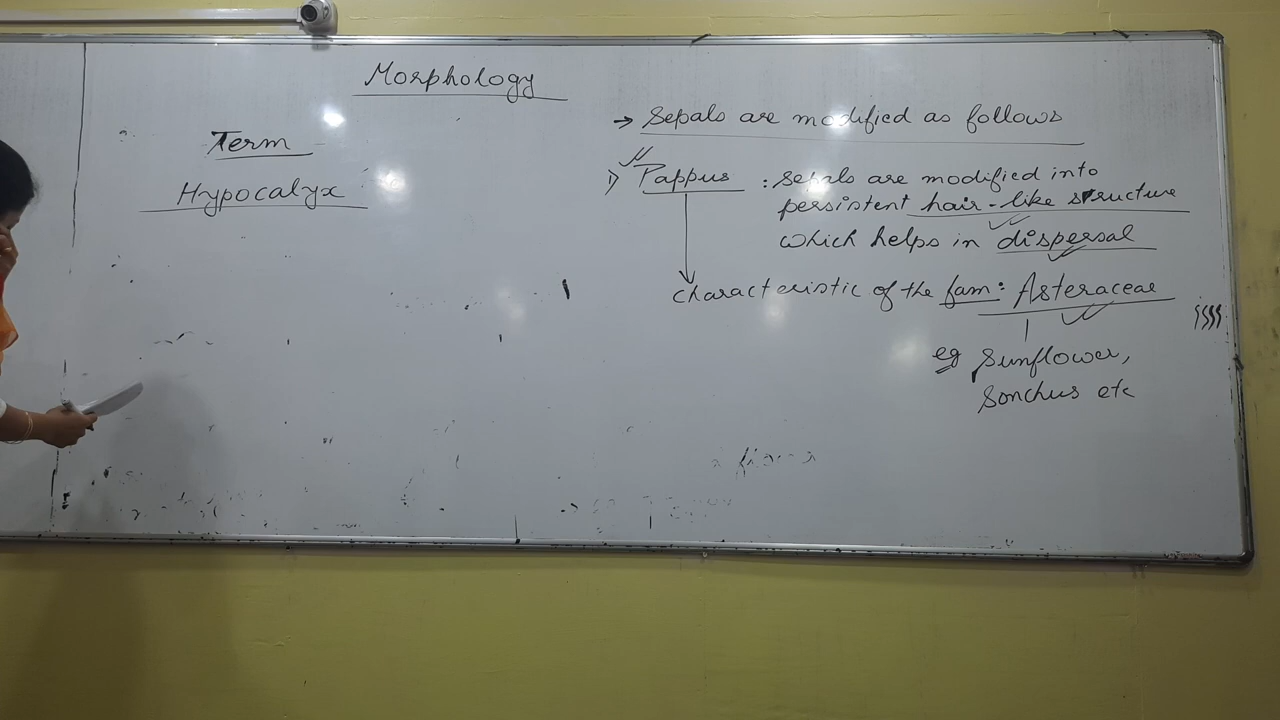 Morphology
Term
Hypocalyx
→ Sepals are modified as follows
1) Pappus : Sepals are modified into
persistent hair-like structure
which helps in dispersal
Characteristic of the fam: Asteraceae
eg Sunflower,
Sonchus etc